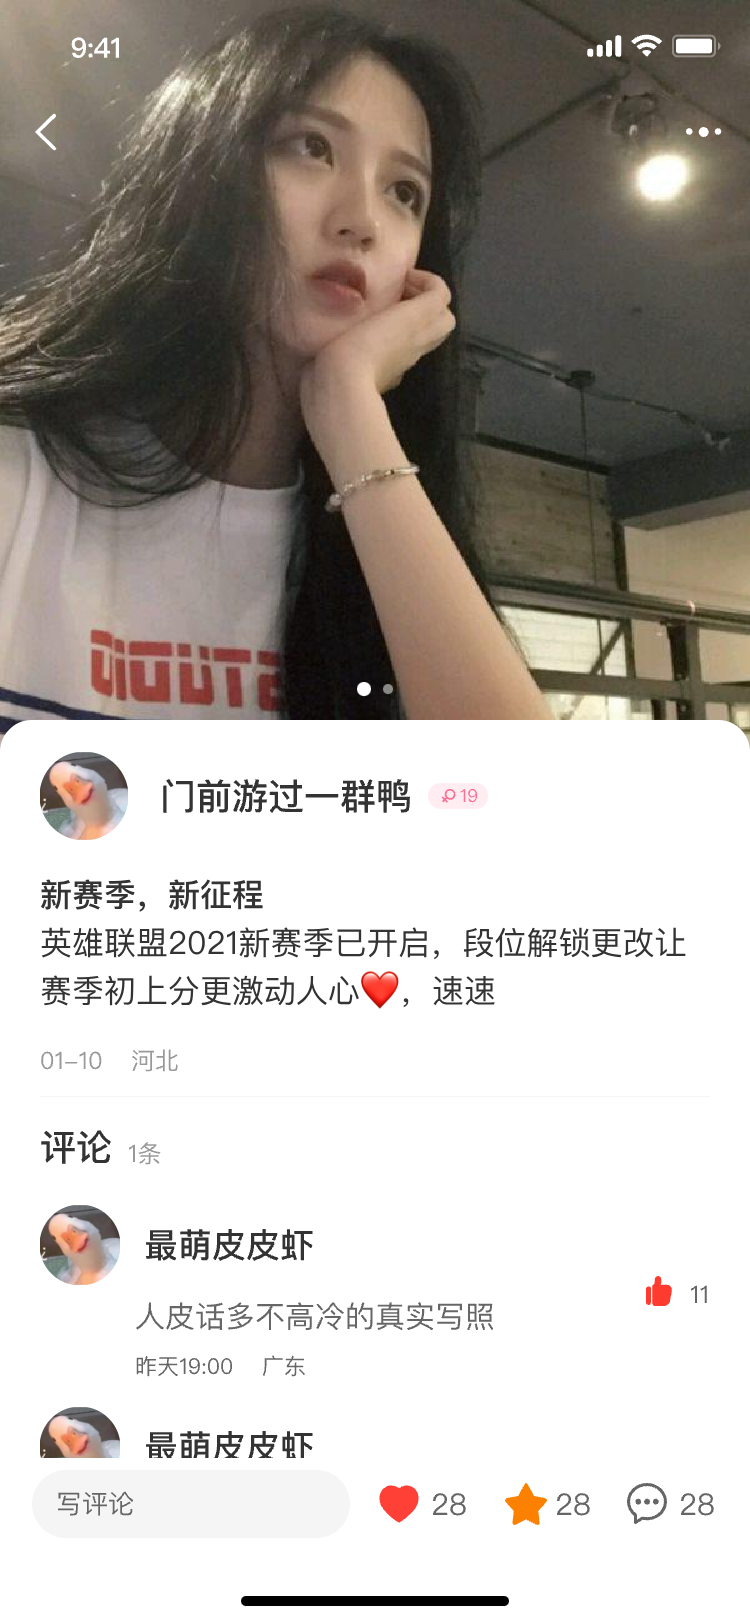 9:41
STUDIO
门前游过一群鸭 19
新赛季，新征程
英雄联盟2021新赛季已开启，段位解锁更改让
赛季初上分更激动人心❤️，速速
01-10 河北
评论 1条
最萌皮皮虾
人皮话多不高冷的真实写照
11
昨天19:00 广东
最萌皮皮虾
写评论 28 28 28